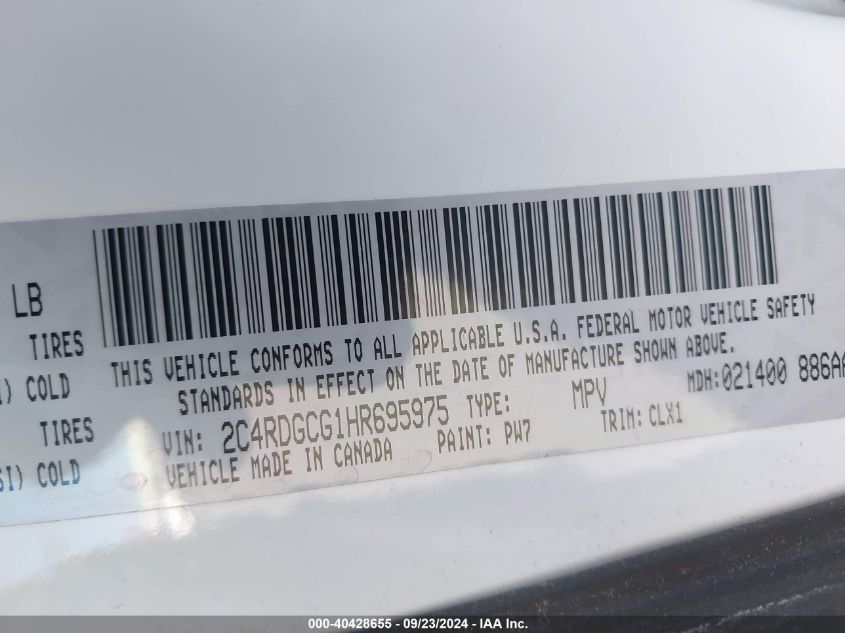 LB
TIRES
I) COLD
TIRES
SI) COLD
THIS VEHICLE CONFORMS TO ALL APPLICABLE U.S.A. FEDERAL MOTOR VEHICLE SAFETY
STANDARDS IN EFFECT ON THE DATE OF MANUFACTURE SHOWN ABOVE.
VIN: 2C4RDGCG1HR695975 TYPE: MPV MDH:021400 886AA
VEHICLE MADE IN CANADA PAINT: PW7 TRIM: CLX1
000-40428655 - 09/23/2024 - IAA Inc.